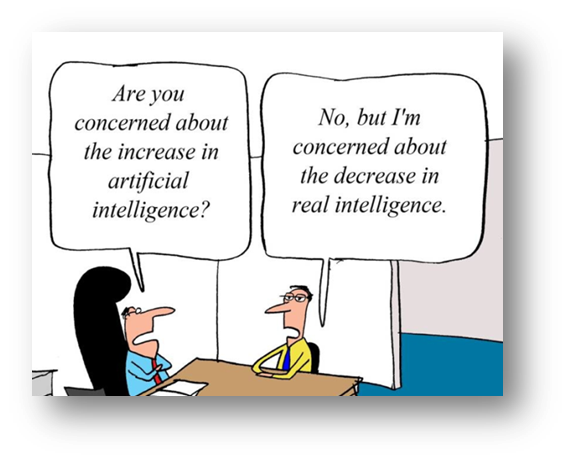 Are you
concerned about
the increase in
artificial
intelligence?
No, but I'm
concerned about
the decrease in
real intelligence.